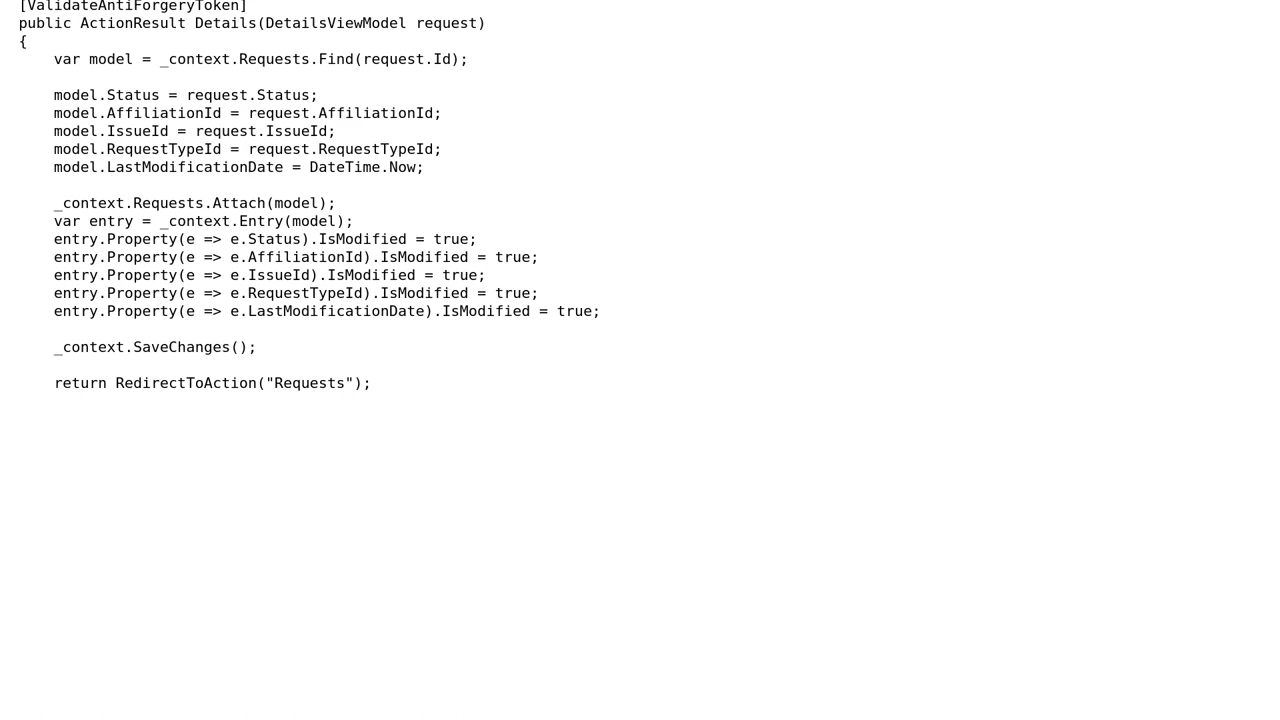 [ValidateAntiForgeryToken]
public ActionResult Details(DetailsViewModel request)
{
    var model = _context.Requests.Find(request.Id);

    model.Status = request.Status;
    model.AffiliationId = request.AffiliationId;
    model.IssueId = request.IssueId;
    model.RequestTypeId = request.RequestTypeId;
    model.LastModificationDate = DateTime.Now;

    _context.Requests.Attach(model);
    var entry = _context.Entry(model);
    entry.Property(e => e.Status).IsModified = true;
    entry.Property(e => e.AffiliationId).IsModified = true;
    entry.Property(e => e.IssueId).IsModified = true;
    entry.Property(e => e.RequestTypeId).IsModified = true;
    entry.Property(e => e.LastModificationDate).IsModified = true;

    _context.SaveChanges();

    return RedirectToAction("Requests");